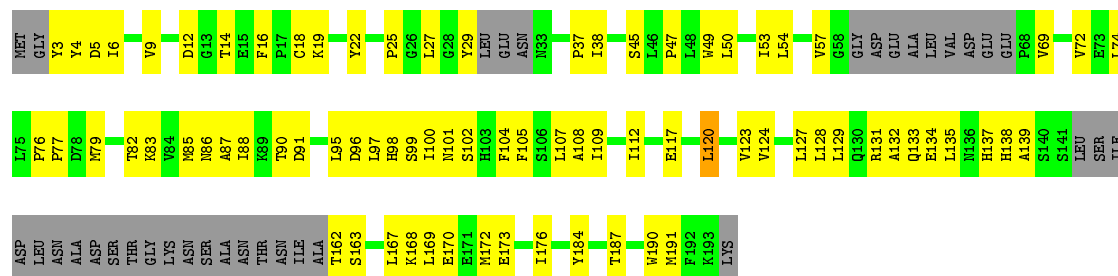 MET GLY Y3 Y4 D5 I6 V9 D12 G13 T14 E15 F16 P17 C18 K19 Y22 P25 G26 L27 G28 Y29 LEU GLU ASN N33 P37 I38 S45 L46 P47 L48 W49 L50 I53 L54 V57 G58 GLY ASP GLU ALA LEU VAL ASP GLU GLU P68 V69 V72 E73 L74
L75 P76 P77 D78 M79 T82 K83 V84 M85 N86 A87 I88 K89 T90 D91 L95 D96 L97 H98 S99 I100 N101 S102 H103 F104 F105 S106 L107 A108 I109 I112 E117 L120 V123 V124 L127 L128 L129 Q130 R131 A132 Q133 E134 L135 N136 H137 H138 A139 S140 S141 LEU SER ILE
ASP LEU ASN ALA ASP SER THR GLY LYS ASN SER ALA ASN THR ASN ILE ALA T162 S163 L167 K168 L169 E170 E171 M172 E173 I176 Y184 T187 W190 M191 F192 K193 LYS